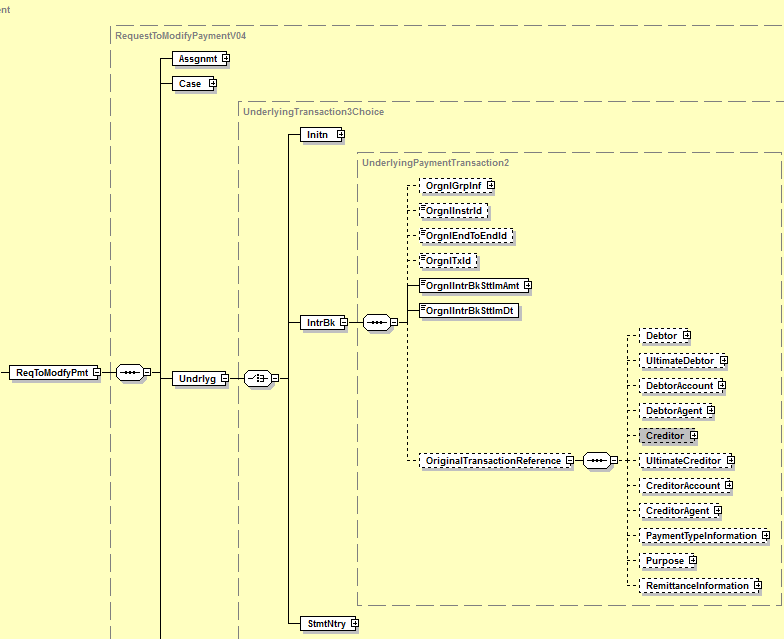 ent
RequestToModifyPaymentV04
Assgnmt
Case
UnderlyingTransaction3Choice
Initn
UnderlyingPaymentTransaction2
OrgnlGrpInf
OrgnlInstrId
OrgnlEndToEndId
OrgnlTxId
OrgnlIntrBkSttlmAmt
IntrBk
OrgnlIntrBkSttlmDt
Debtor
UltimateDebtor
ReqToModfyPmt
Undrlyg
DebtorAccount
DebtorAgent
Creditor
OriginalTransactionReference
UltimateCreditor
CreditorAccount
CreditorAgent
PaymentTypeInformation
Purpose
RemittanceInformation
StmtNtry